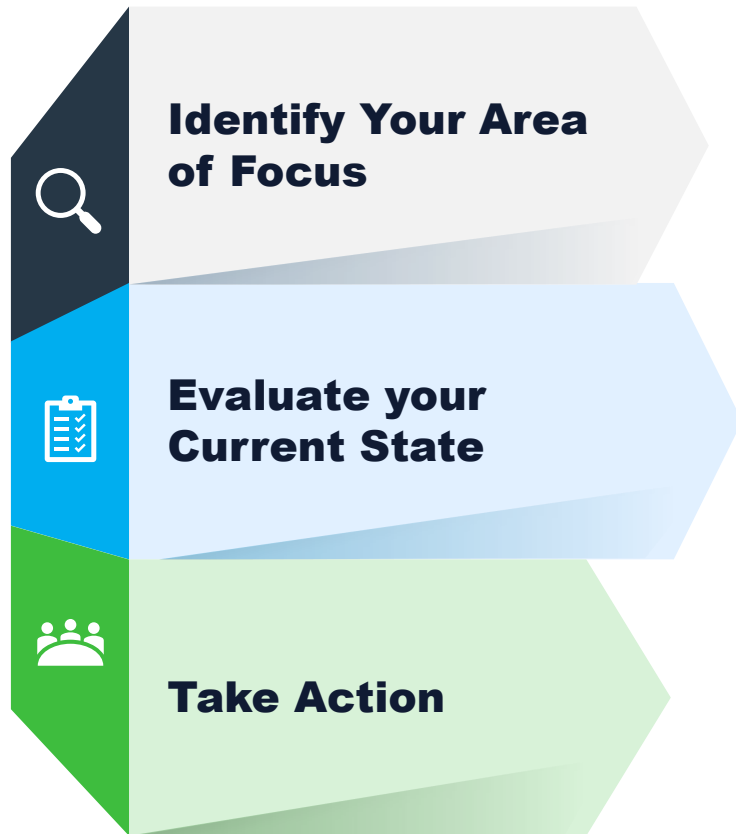 Identify Your Area
of Focus
Evaluate your
Current State
Take Action